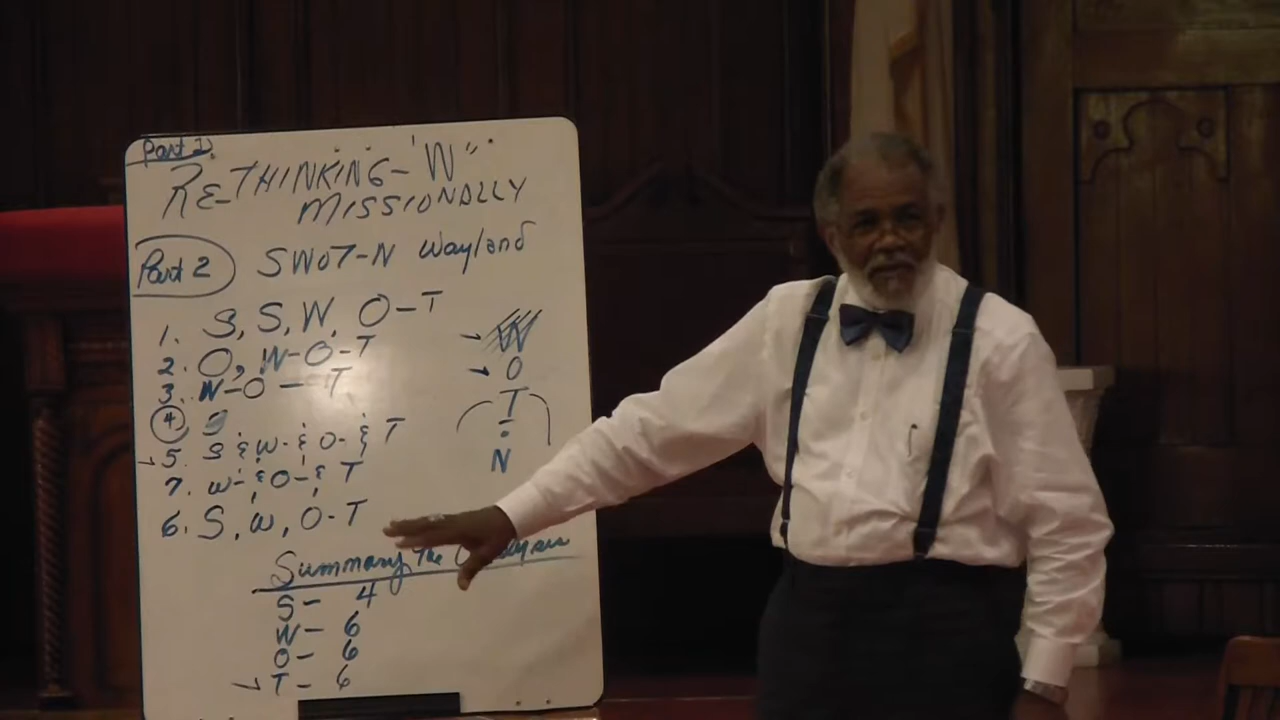 Part 2
RE-THINKING-"W"
MISSIONALLY
Part 2 SWOT-N Wayland
1. S, S, W, O-T
2. O, W-O-T
3. W-O-T
4 S
5. S & W-& O-& T
7. W-& O-& T
6. S, W, O-T
W
O
T
N
Summary The
S- 4
W- 6
O- 6
T- 6